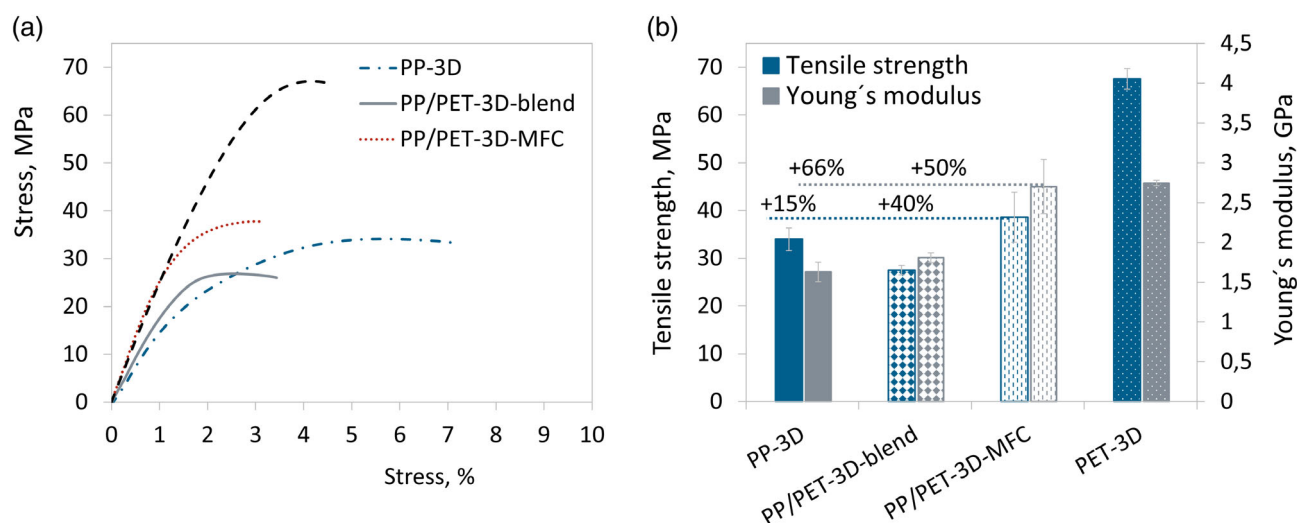 (a)
Stress, MPa
70
60
50
40
30
20
10
0
0 1 2 3 4 5 6 7 8 9 10
Stress, %
PP-3D
PP/PET-3D-blend
PP/PET-3D-MFC
(b)
Tensile strength, MPa
70
60
50
40
30
20
10
0
Tensile strength
Young´s modulus
+66% +50%
+15% +40%
PP-3D
PP/PET-3D-blend
PP/PET-3D-MFC
PET-3D
4,5
4
3,5
3
2,5
2
1,5
1
0,5
0
Young´s modulus, GPa